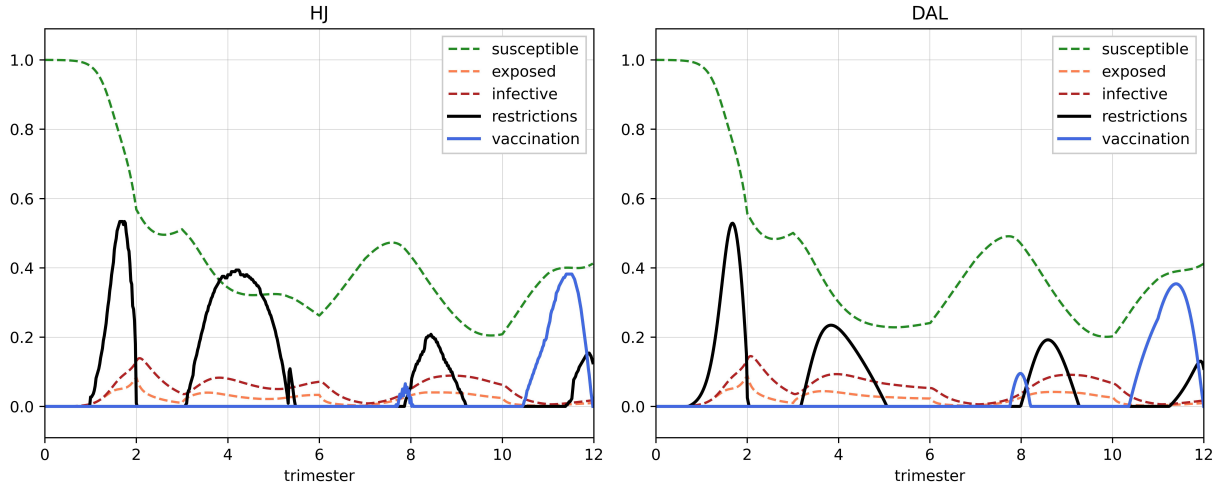 HJ
1.0
0.8
0.6
0.4
0.2
0.0
0 2 4 6 8 10 12
trimester
susceptible
exposed
infective
restrictions
vaccination
DAL
1.0
0.8
0.6
0.4
0.2
0.0
0 2 4 6 8 10 12
trimester
susceptible
exposed
infective
restrictions
vaccination